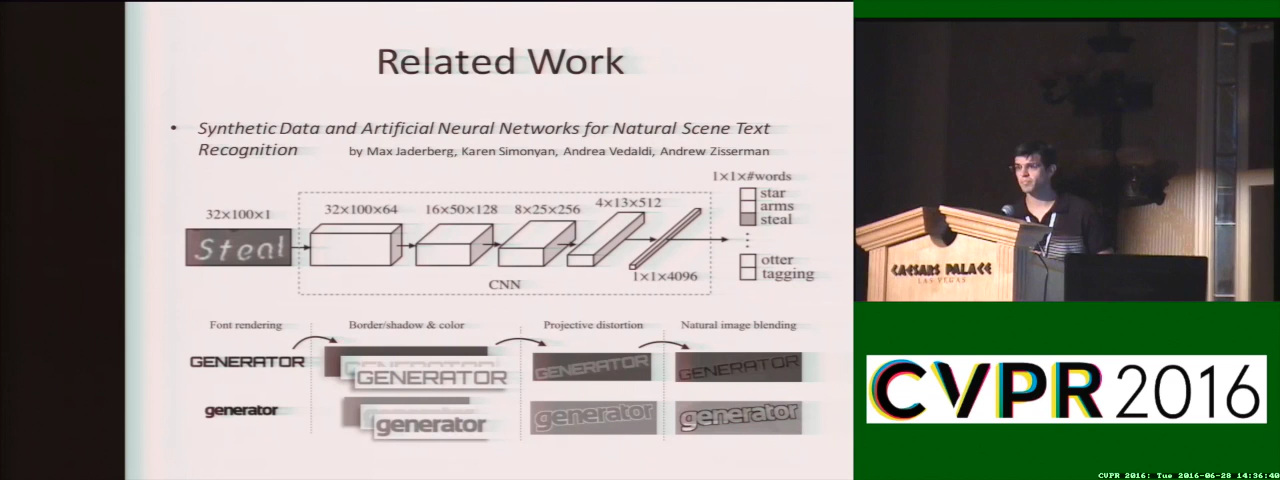 Related Work
• Synthetic Data and Artificial Neural Networks for Natural Scene Text
Recognition by Max Jaderberg, Karen Simonyan, Andrea Vedaldi, Andrew Zisserman
1×1×#words
32×100×1
32×100×64
16×50×128
8×25×256
4×13×512
star
arms
steal
Steal
otter
tagging
1×1×4096
CNN
Font rendering
Border/shadow & color
Projective distortion
Natural image blending
GENERATOR
GENERATOR
GENERATOR
GENERATOR
GENERATOR
generator
generator
generator
generator
CAESARS PALACE
LAS VEGAS
CVPR 2016
CVPR 2016: Tue 2016-06-28 14:36:40